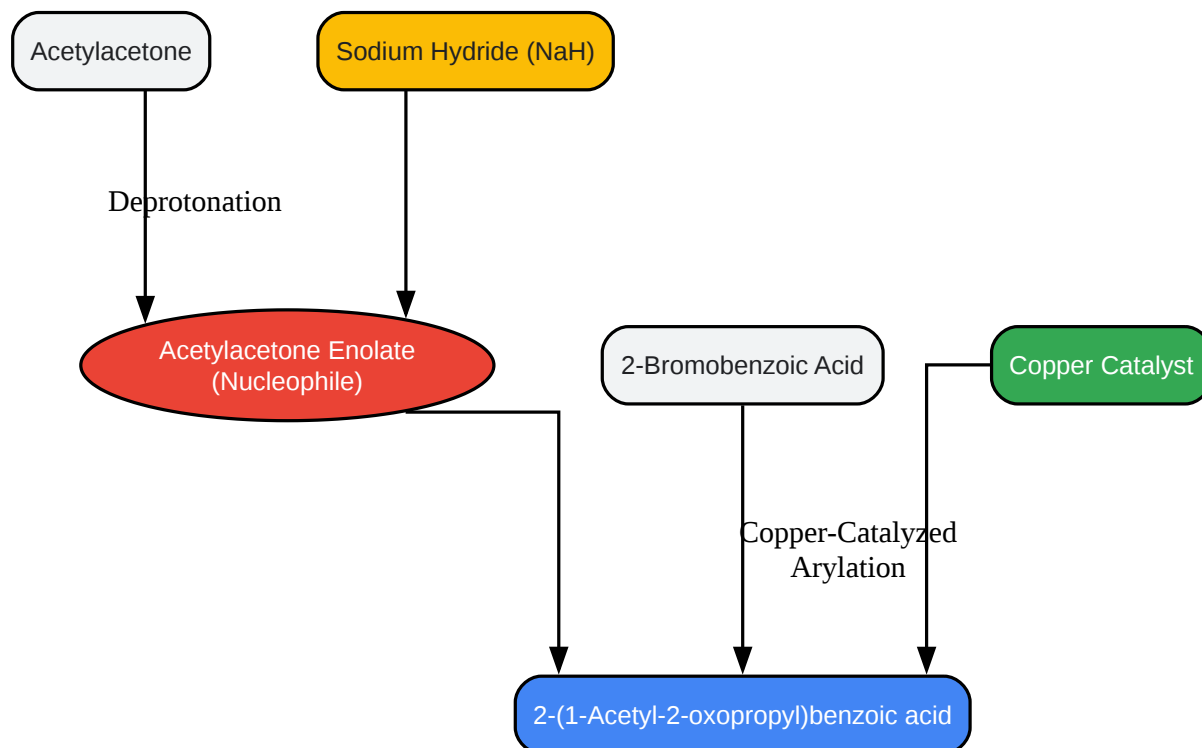 Acetylacetone
Sodium Hydride (NaH)
Deprotonation
Acetylacetone Enolate
(Nucleophile)
2-Bromobenzoic Acid
Copper Catalyst
Copper-Catalyzed
Arylation
2-(1-Acetyl-2-oxopropyl)benzoic acid